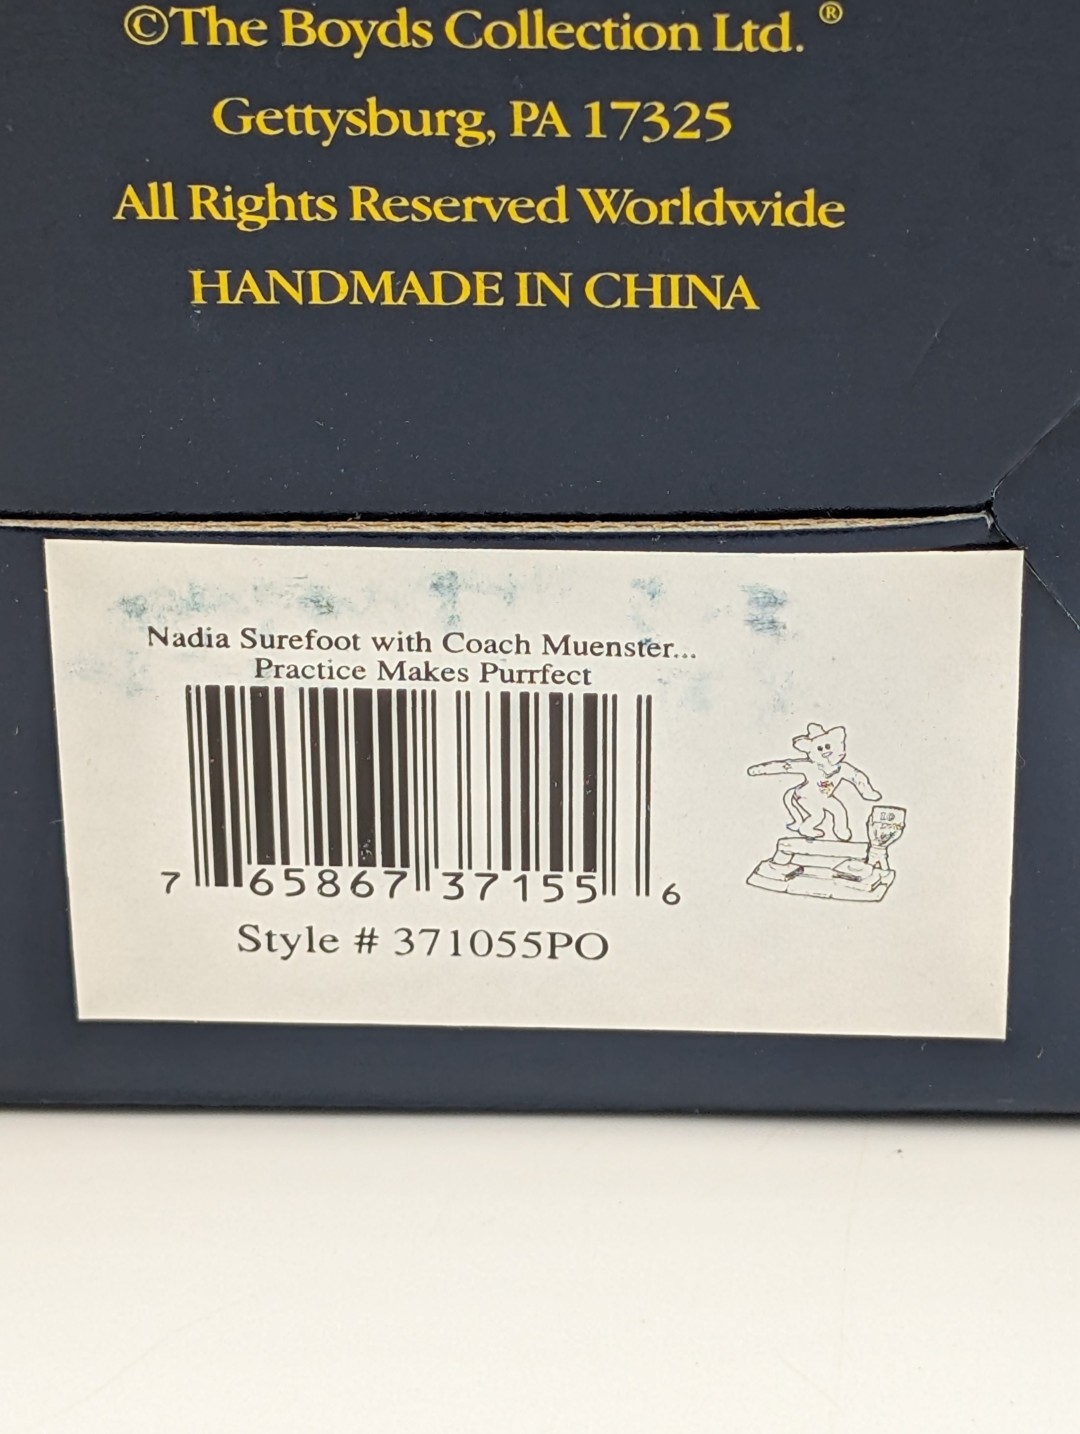 ©The Boyds Collection Ltd. ®
Gettysburg, PA 17325
All Rights Reserved Worldwide
HANDMADE IN CHINA
Nadia Surefoot with Coach Muenster...
Practice Makes Purrfect
7 65867 37155 6
Style # 371055PO